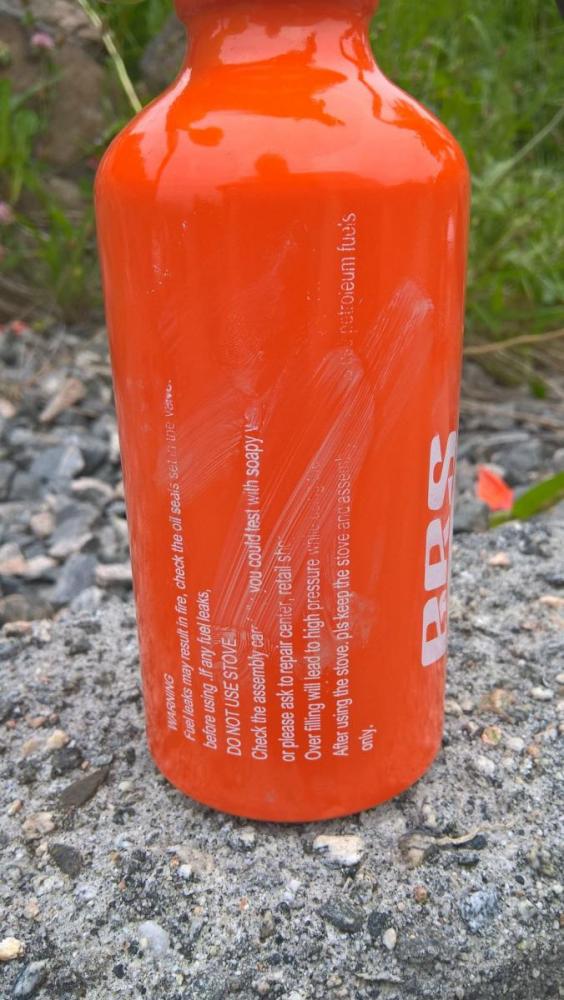 WARNING
Fuel leaks may result in fire, check the oil seals set in the valve.
before using .If any fuel leaks,
DO NOT USE STOVE
Check the assembly you could test with soapy
or please ask to repair center, retail
Over filling will lead to high pressure while
After using the stove, pls keep the stove and petroleum fuels
only.
BRS